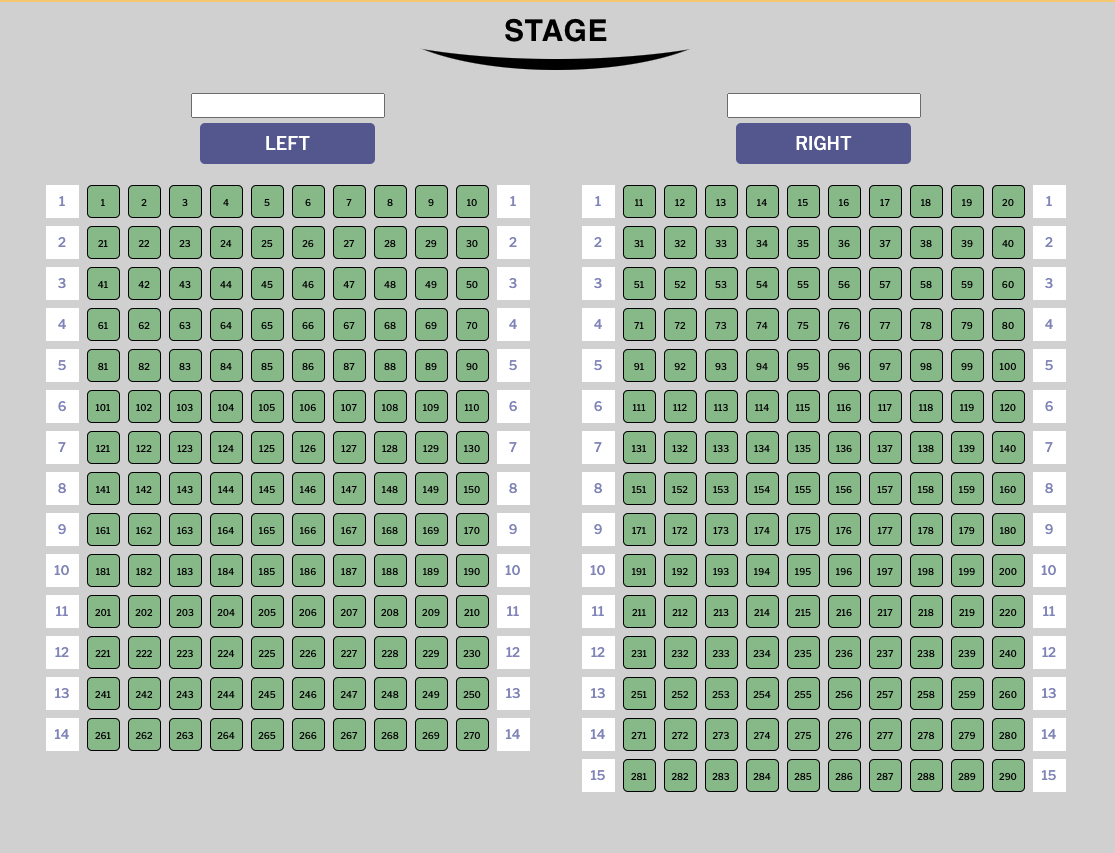 STAGE
LEFT
1 1 2 3 4 5 6 7 8 9 10 1
2 21 22 23 24 25 26 27 28 29 30 2
3 41 42 43 44 45 46 47 48 49 50 3
4 61 62 63 64 65 66 67 68 69 70 4
5 81 82 83 84 85 86 87 88 89 90 5
6 101 102 103 104 105 106 107 108 109 110 6
7 121 122 123 124 125 126 127 128 129 130 7
8 141 142 143 144 145 146 147 148 149 150 8
9 161 162 163 164 165 166 167 168 169 170 9
10 181 182 183 184 185 186 187 188 189 190 10
11 201 202 203 204 205 206 207 208 209 210 11
12 221 222 223 224 225 226 227 228 229 230 12
13 241 242 243 244 245 246 247 248 249 250 13
14 261 262 263 264 265 266 267 268 269 270 14
RIGHT
1 11 12 13 14 15 16 17 18 19 20 1
2 31 32 33 34 35 36 37 38 39 40 2
3 51 52 53 54 55 56 57 58 59 60 3
4 71 72 73 74 75 76 77 78 79 80 4
5 91 92 93 94 95 96 97 98 99 100 5
6 111 112 113 114 115 116 117 118 119 120 6
7 131 132 133 134 135 136 137 138 139 140 7
8 151 152 153 154 155 156 157 158 159 160 8
9 171 172 173 174 175 176 177 178 179 180 9
10 191 192 193 194 195 196 197 198 199 200 10
11 211 212 213 214 215 216 217 218 219 220 11
12 231 232 233 234 235 236 237 238 239 240 12
13 251 252 253 254 255 256 257 258 259 260 13
14 271 272 273 274 275 276 277 278 279 280 14
15 281 282 283 284 285 286 287 288 289 290 15